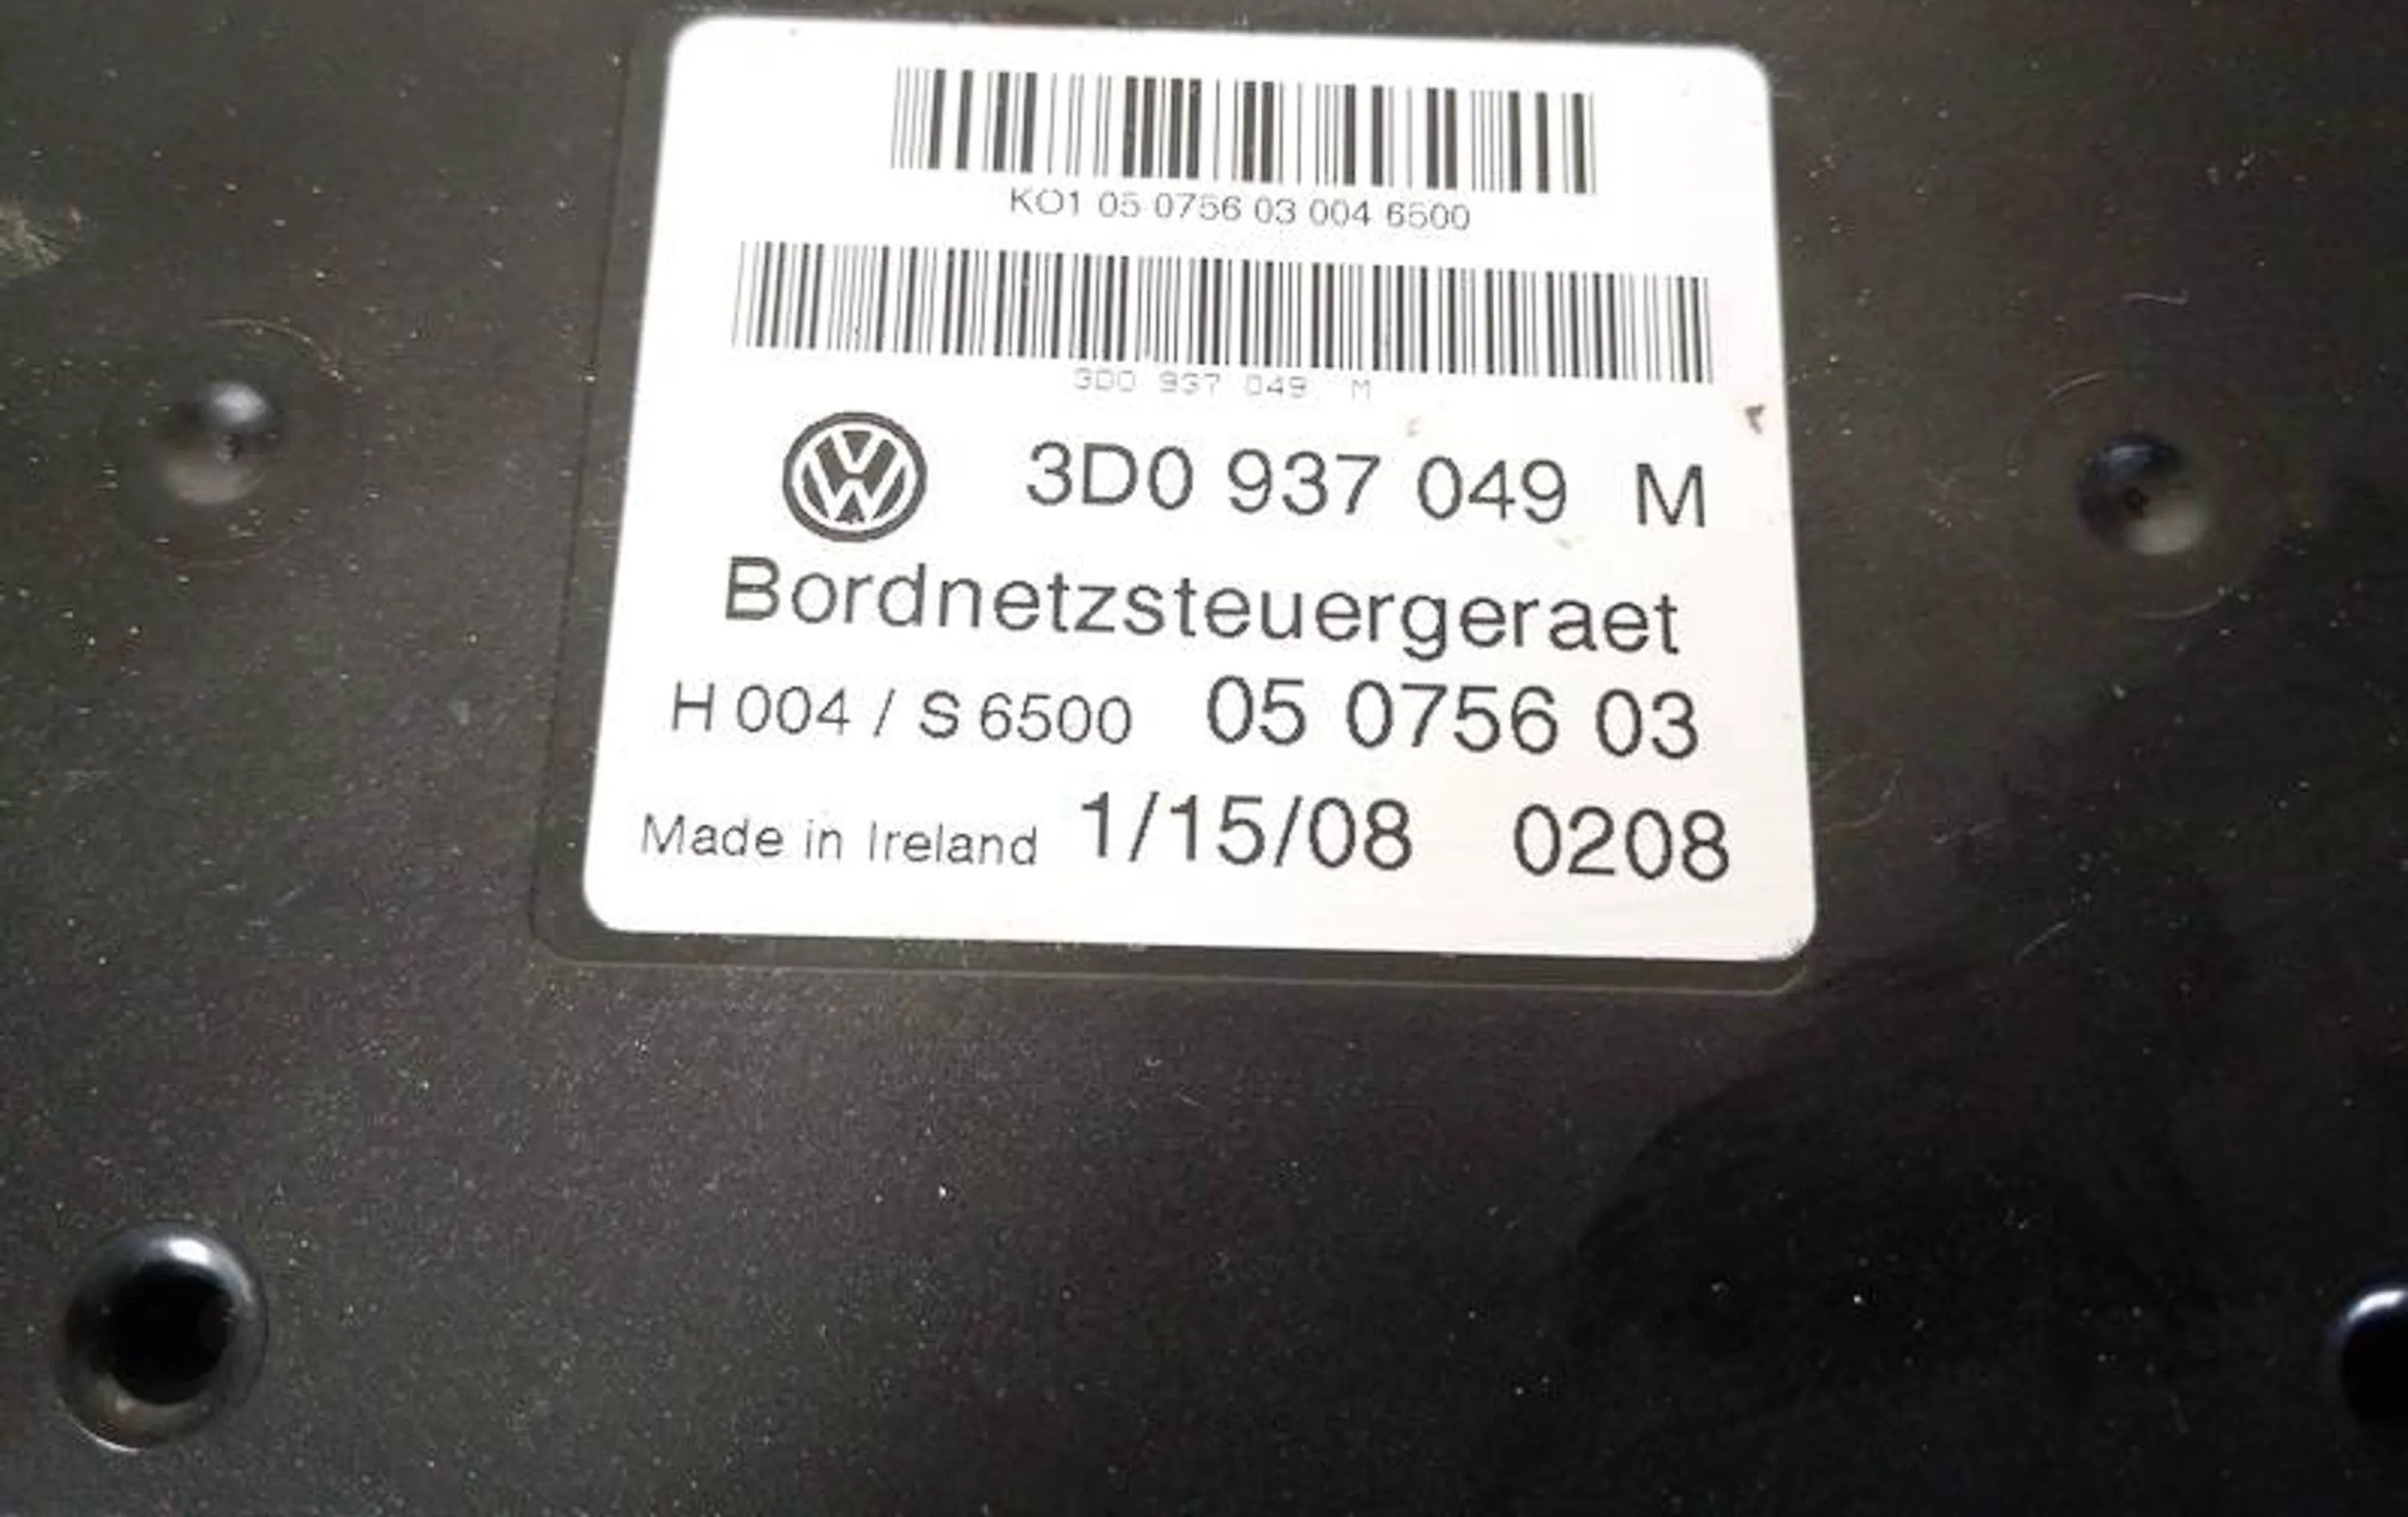 KO1 05 0756 03 004 6500
3D0 937 049 M
3D0 937 049 M
Bordnetzsteuergeraet
H 004 / S 6500 05 0756 03
Made in Ireland 1/15/08 0208